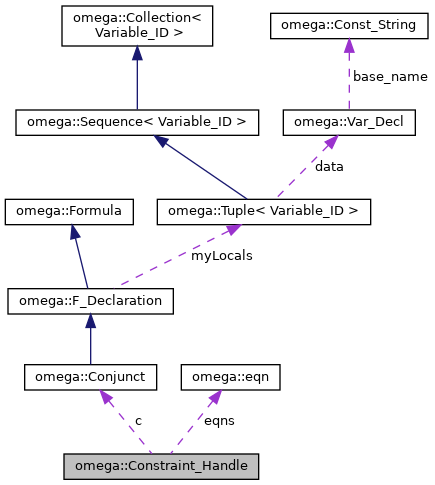 omega::Collection<
Variable_ID >
omega::Const_String
base_name
omega::Sequence< Variable_ID >
omega::Var_Decl
data
omega::Formula
omega::Tuple< Variable_ID >
myLocals
omega::F_Declaration
omega::Conjunct
omega::eqn
c
eqns
omega::Constraint_Handle